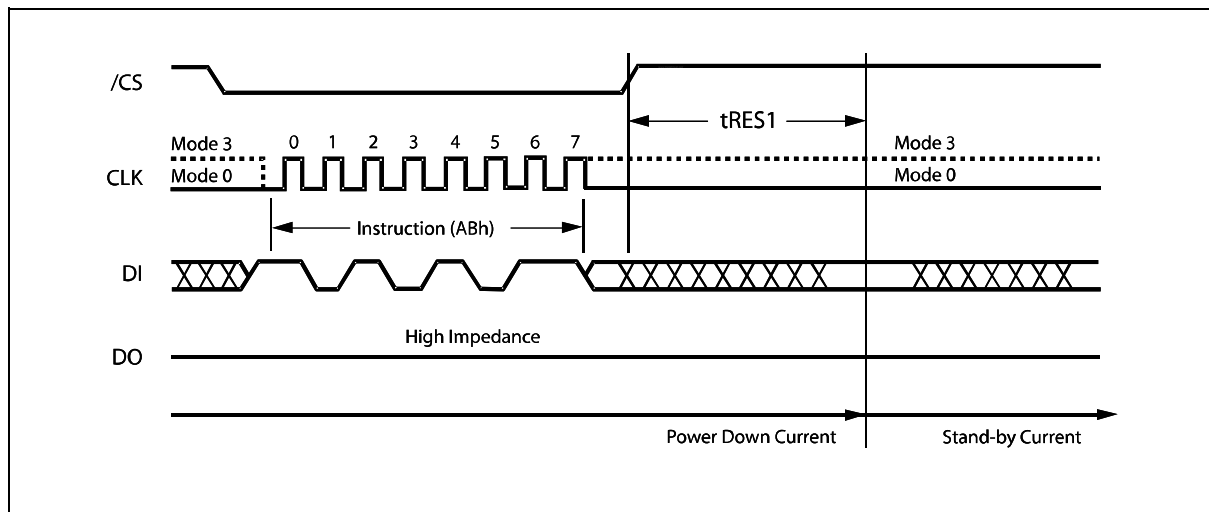 /CS
tRES1
Mode 3
0 1 2 3 4 5 6 7
Mode 3
CLK
Mode 0
Mode 0
Instruction (ABh)
DI
High Impedance
DO
Power Down Current
Stand-by Current